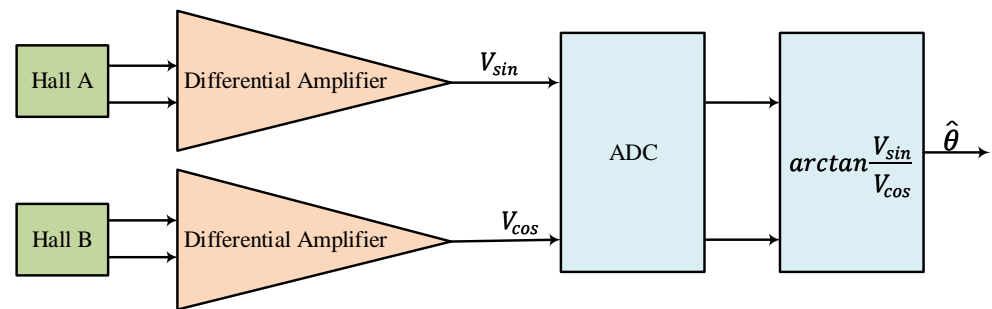 Hall A
Differential Amplifier
V_sin
Hall B
Differential Amplifier
V_cos
ADC
arctan V_sin / V_cos
θ̂